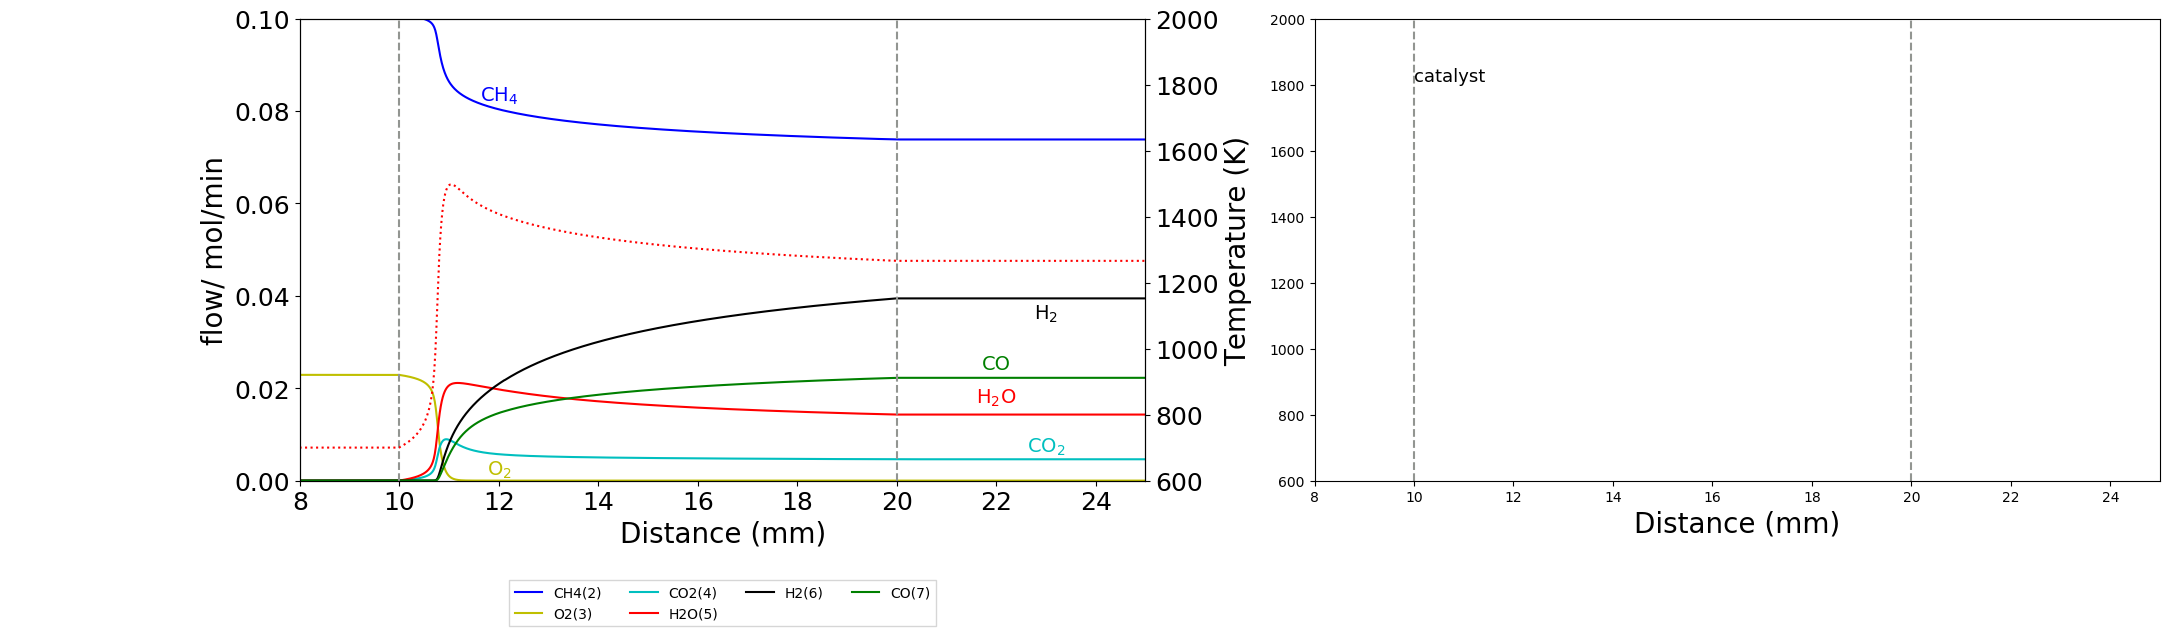 0.10
0.08
0.06
0.04
0.02
0.00
flow/ mol/min
8 10 12 14 16 18 20 22 24
Distance (mm)
2000
1800
1600
1400
1200
1000
800
600
Temperature (K)
CH₄
H₂
CO
H₂O
CO₂
O₂
CH4(2) CO2(4) H2(6) CO(7)
O2(3) H2O(5)
2000
1800
1600
1400
1200
1000
800
600
catalyst
8 10 12 14 16 18 20 22 24
Distance (mm)